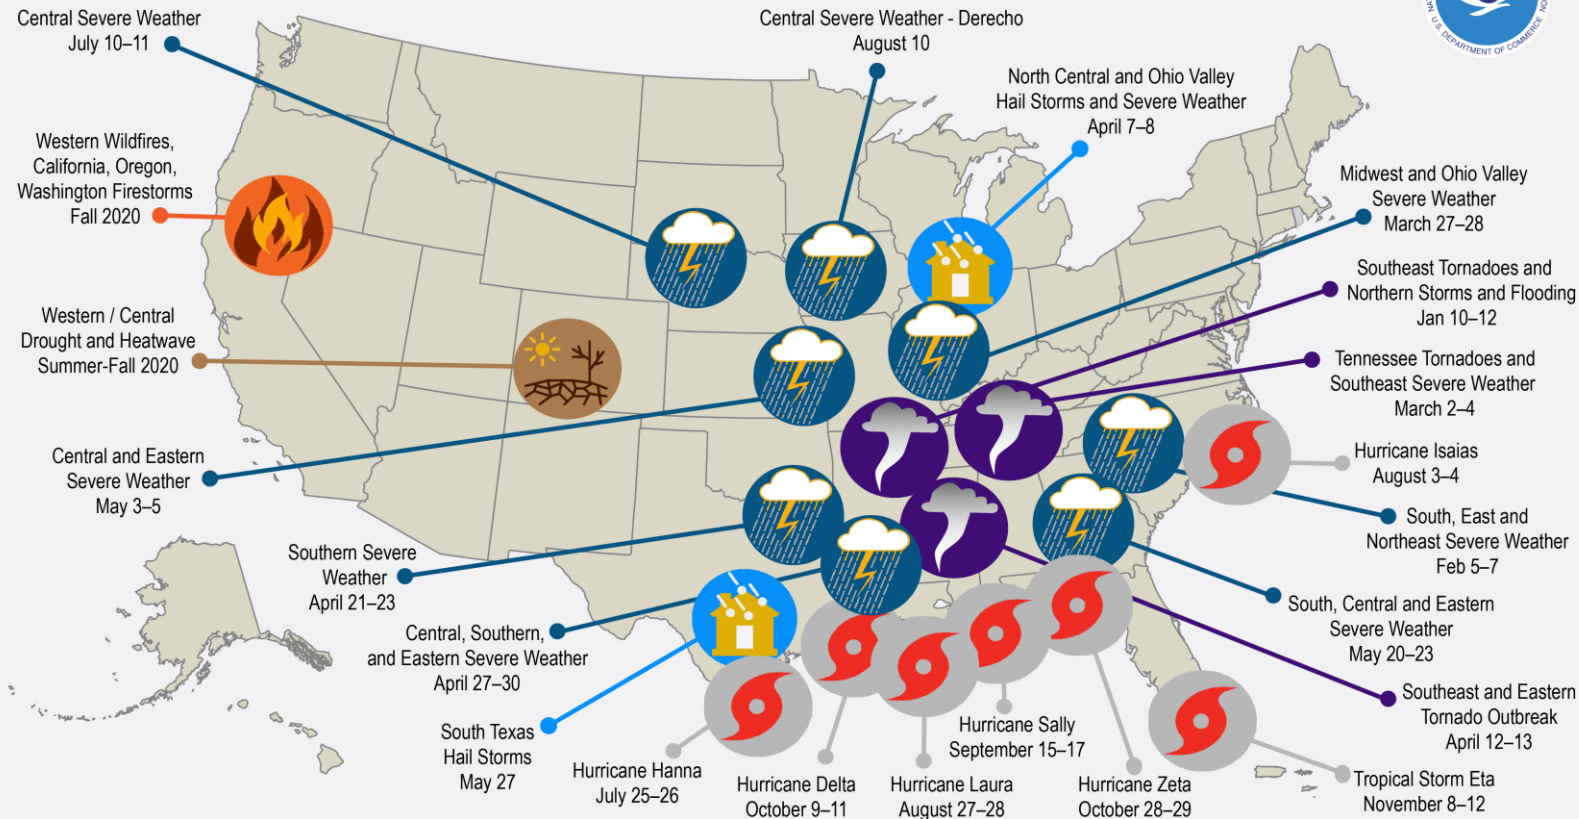 Central Severe Weather
July 10–11
Central Severe Weather - Derecho
August 10
U.S. DEPARTMENT OF COMMERCE
North Central and Ohio Valley
Hail Storms and Severe Weather
April 7–8
Western Wildfires,
California, Oregon,
Washington Firestorms
Fall 2020
Midwest and Ohio Valley
Severe Weather
March 27–28
Southeast Tornadoes and
Northern Storms and Flooding
Jan 10–12
Western / Central
Drought and Heatwave
Summer-Fall 2020
Tennessee Tornadoes and
Southeast Severe Weather
March 2–4
Central and Eastern
Severe Weather
May 3–5
Hurricane Isaias
August 3–4
South, East and
Northeast Severe Weather
Feb 5–7
Southern Severe
Weather
April 21–23
South, Central and Eastern
Severe Weather
May 20–23
Central, Southern,
and Eastern Severe Weather
April 27–30
Southeast and Eastern
Tornado Outbreak
April 12–13
South Texas
Hail Storms
May 27
Hurricane Hanna
July 25–26
Hurricane Delta
October 9–11
Hurricane Laura
August 27–28
Hurricane Sally
September 15–17
Hurricane Zeta
October 28–29
Tropical Storm Eta
November 8–12